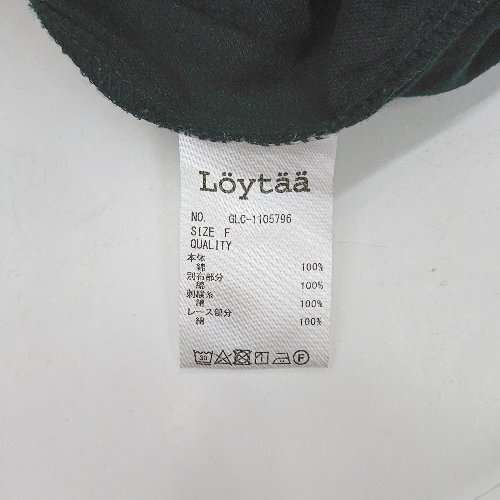 Löytää
NO. GLC-1105796
SIZE F
QUALITY
本体
綿 100%
別布部分
綿 100%
刺繍糸
綿 100%
レース部分
綿 100%
30 F